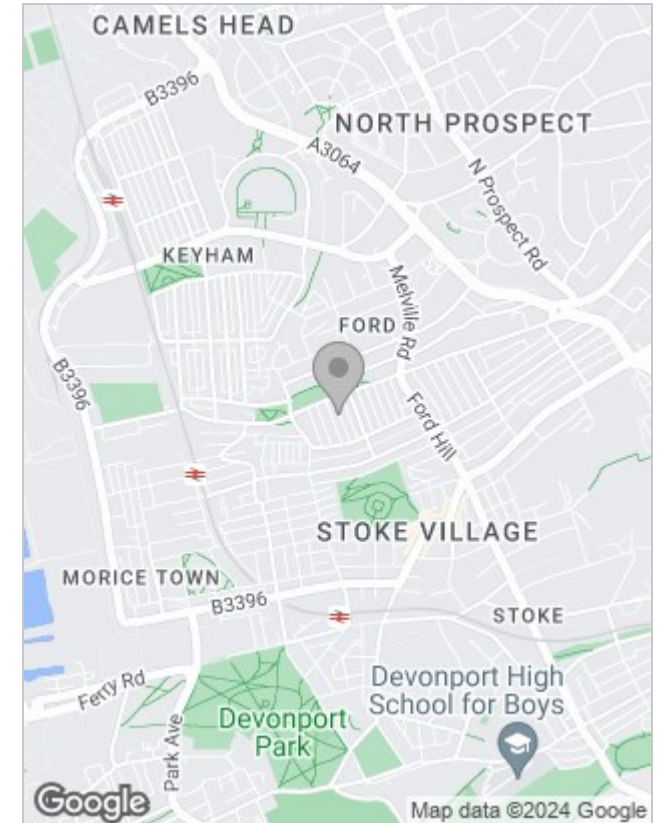 CAMELS HEAD
B3396
NORTH PROSPECT
A3064
N Prospect Rd
KEYHAM
Melville Rd
FORD
B3396
Ford Hill
STOKE VILLAGE
MORICE TOWN
B3396
STOKE
Ferry Rd
Devonport High
School for Boys
Devonport
Park
Park Ave
Google
Map data ©2024 Google